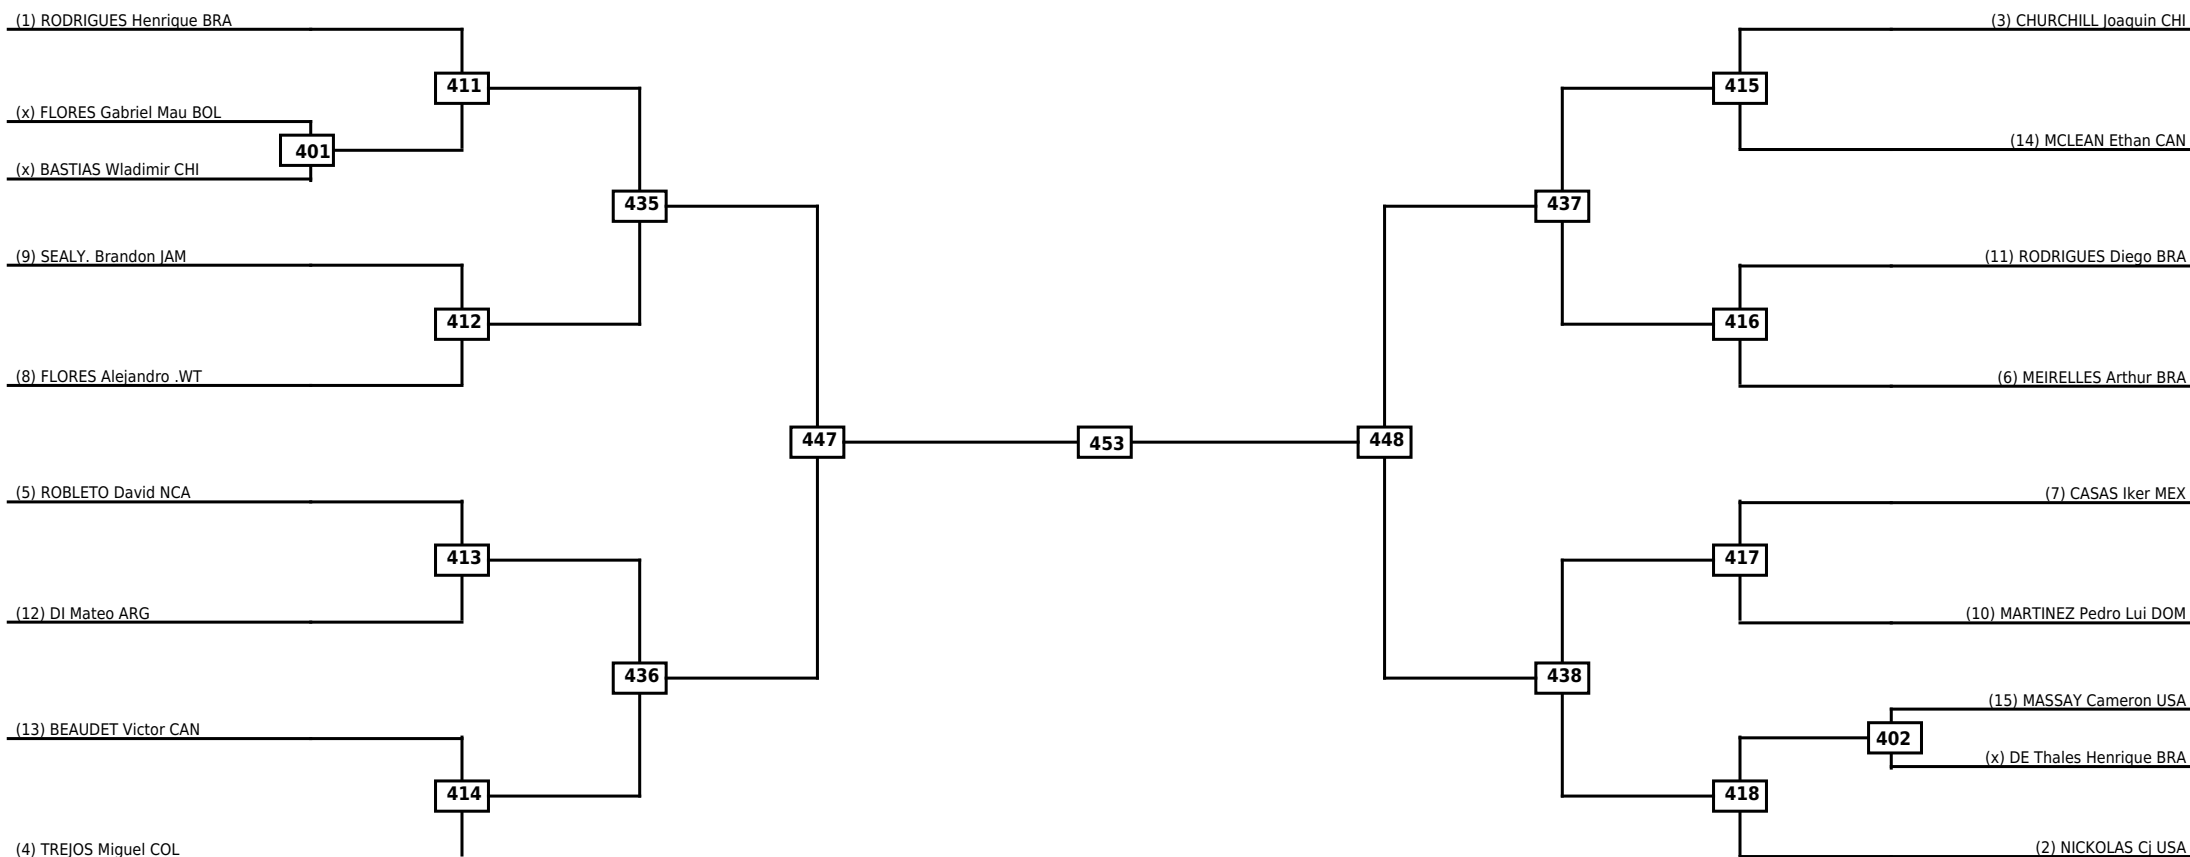 (1) RODRIGUES Henrique BRA
(x) FLORES Gabriel Mau BOL
(x) BASTIAS Wladimir CHI
(9) SEALY. Brandon JAM
(8) FLORES Alejandro .WT
(5) ROBLETO David NCA
(12) DI Mateo ARG
(13) BEAUDET Victor CAN
(4) TREJOS Miguel COL
401
411
412
413
414
435
436
447
453
448
437
438
415
416
417
418
402
(3) CHURCHILL Joaquin CHI
(14) MCLEAN Ethan CAN
(11) RODRIGUES Diego BRA
(6) MEIRELLES Arthur BRA
(7) CASAS Iker MEX
(10) MARTINEZ Pedro Lui DOM
(15) MASSAY Cameron USA
(x) DE Thales Henrique BRA
(2) NICKOLAS Cj USA